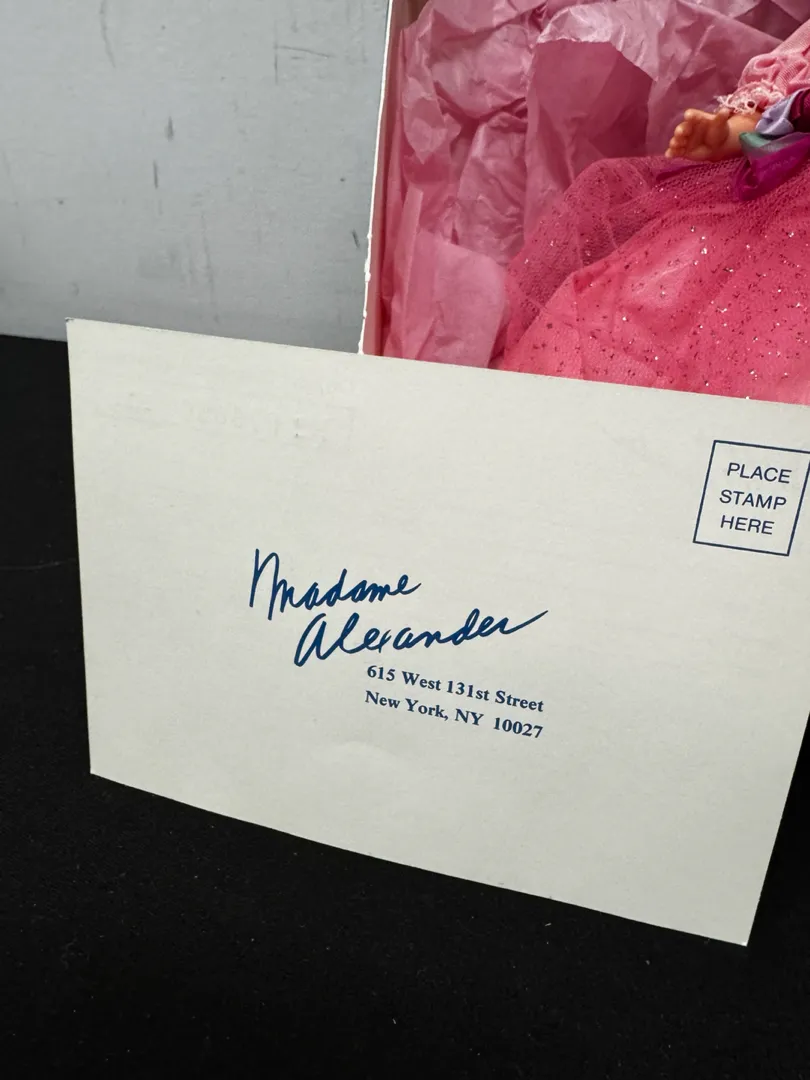 PLACE
STAMP
HERE
Madame
Alexander
615 West 131st Street
New York, NY 10027